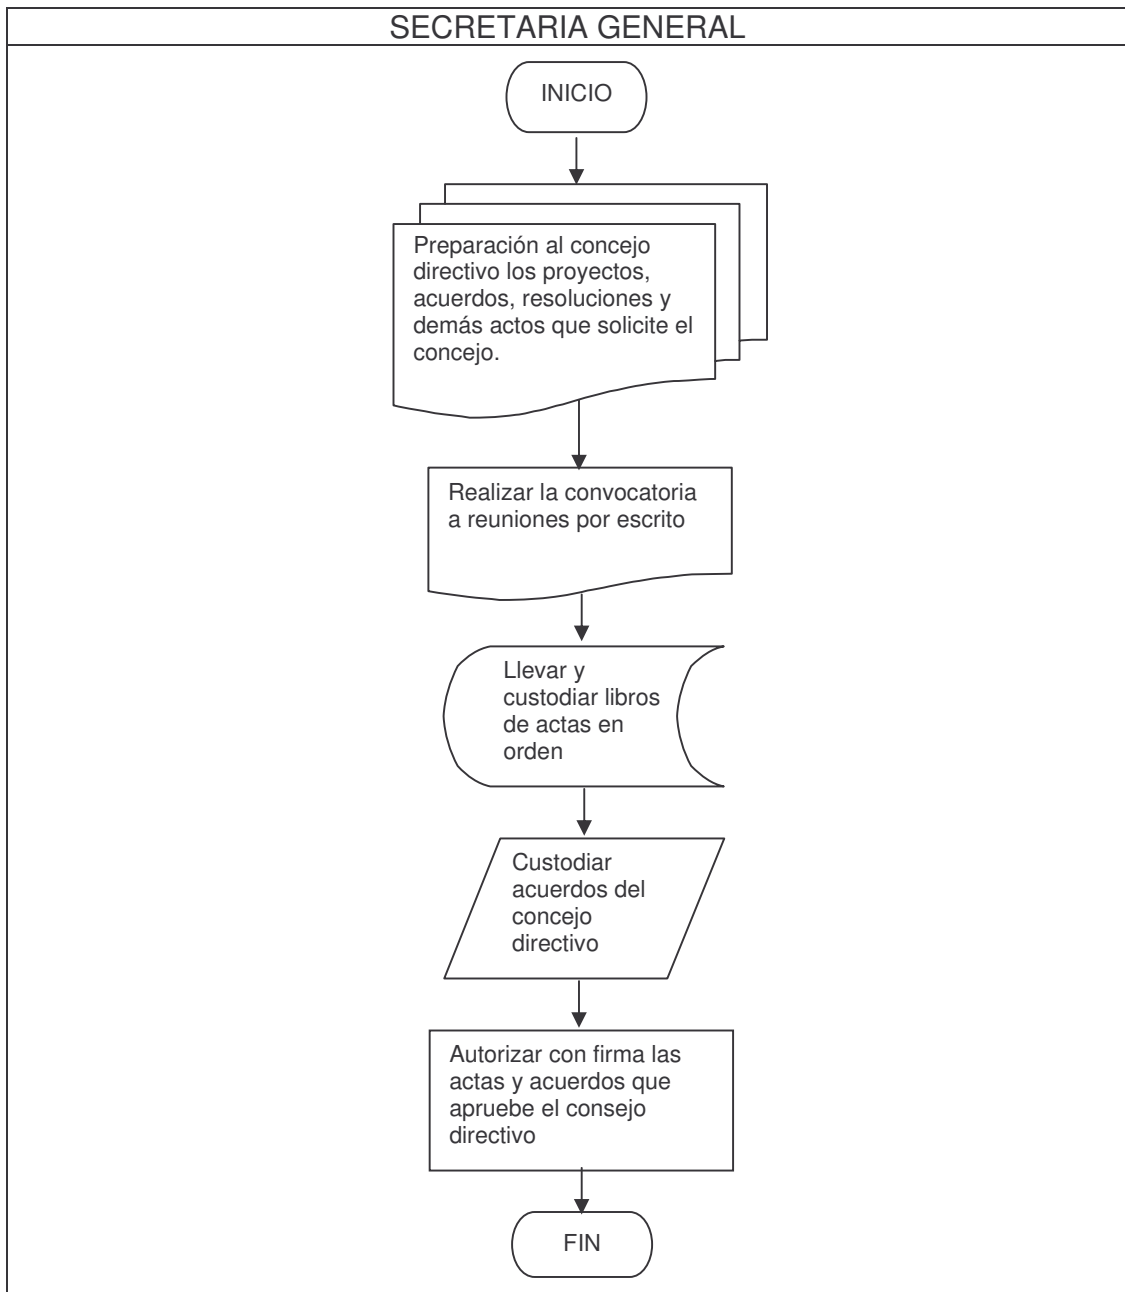 SECRETARIA GENERAL
INICIO
Preparación al concejo
directivo los proyectos,
acuerdos, resoluciones y
demás actos que solicite el
concejo.
Realizar la convocatoria
a reuniones por escrito
Llevar y
custodiar libros
de actas en
orden
Custodiar
acuerdos del
concejo
directivo
Autorizar con firma las
actas y acuerdos que
apruebe el consejo
directivo
FIN